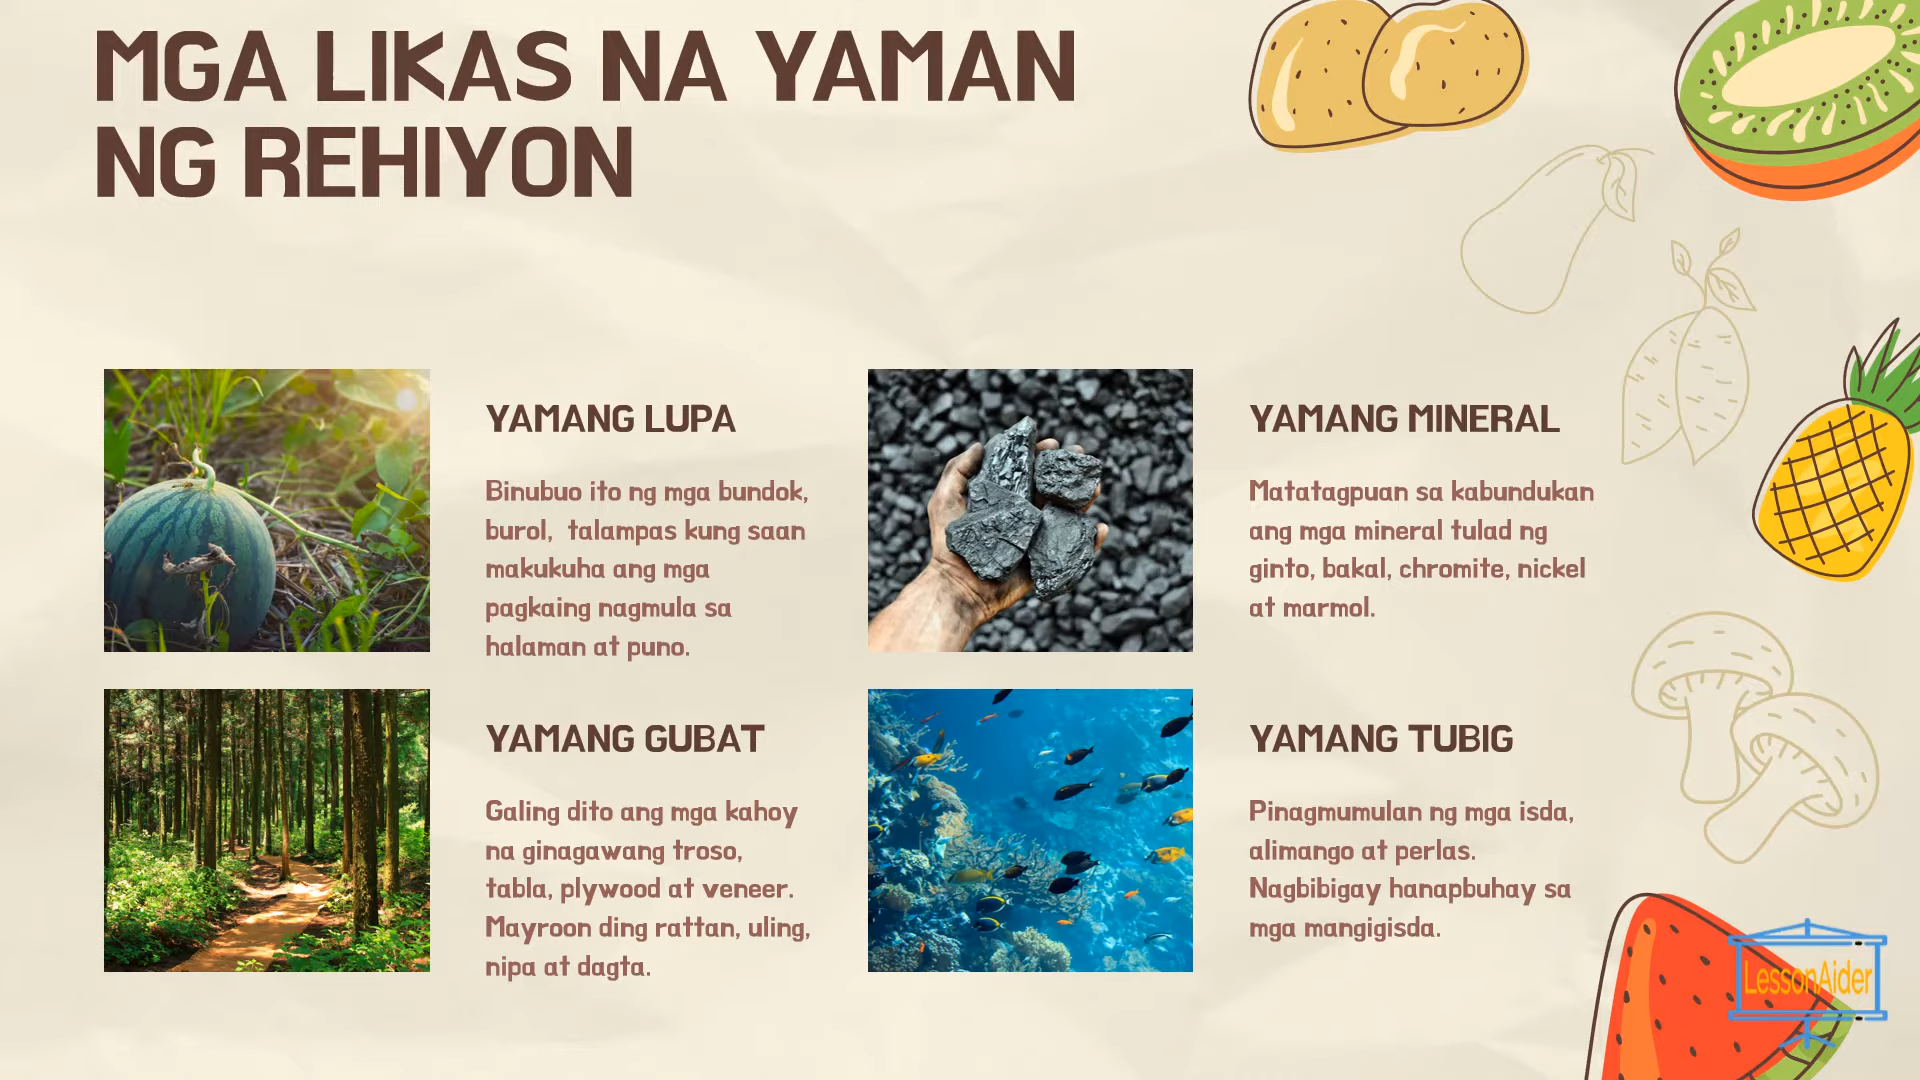 MGA LIKAS NA YAMAN
NG REHIYON
YAMANG LUPA
Binubuo ito ng mga bundok,
burol, talampas kung saan
makukuha ang mga
pagkaing nagmula sa
halaman at puno.
YAMANG MINERAL
Matatagpuan sa kabundukan
ang mga mineral tulad ng
ginto, bakal, chromite, nickel
at marmol.
YAMANG GUBAT
Galing dito ang mga kahoy
na ginagawang troso,
tabla, plywood at veneer.
Mayroon ding rattan, uling,
nipa at dagta.
YAMANG TUBIG
Pinagmumulan ng mga isda,
alimango at perlas.
Nagbibigay hanapbuhay sa
mga mangigisda.
LessonAider